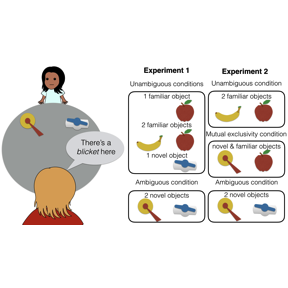 There's a
blicket here
Experiment 1
Unambiguous conditions
1 familiar object
2 familiar objects
1 novel object
Ambiguous condition
2 novel objects
Experiment 2
Unambiguous condition
2 familiar objects
Mutual exclusivity condition
novel & familiar objects
Ambiguous condition
2 novel objects